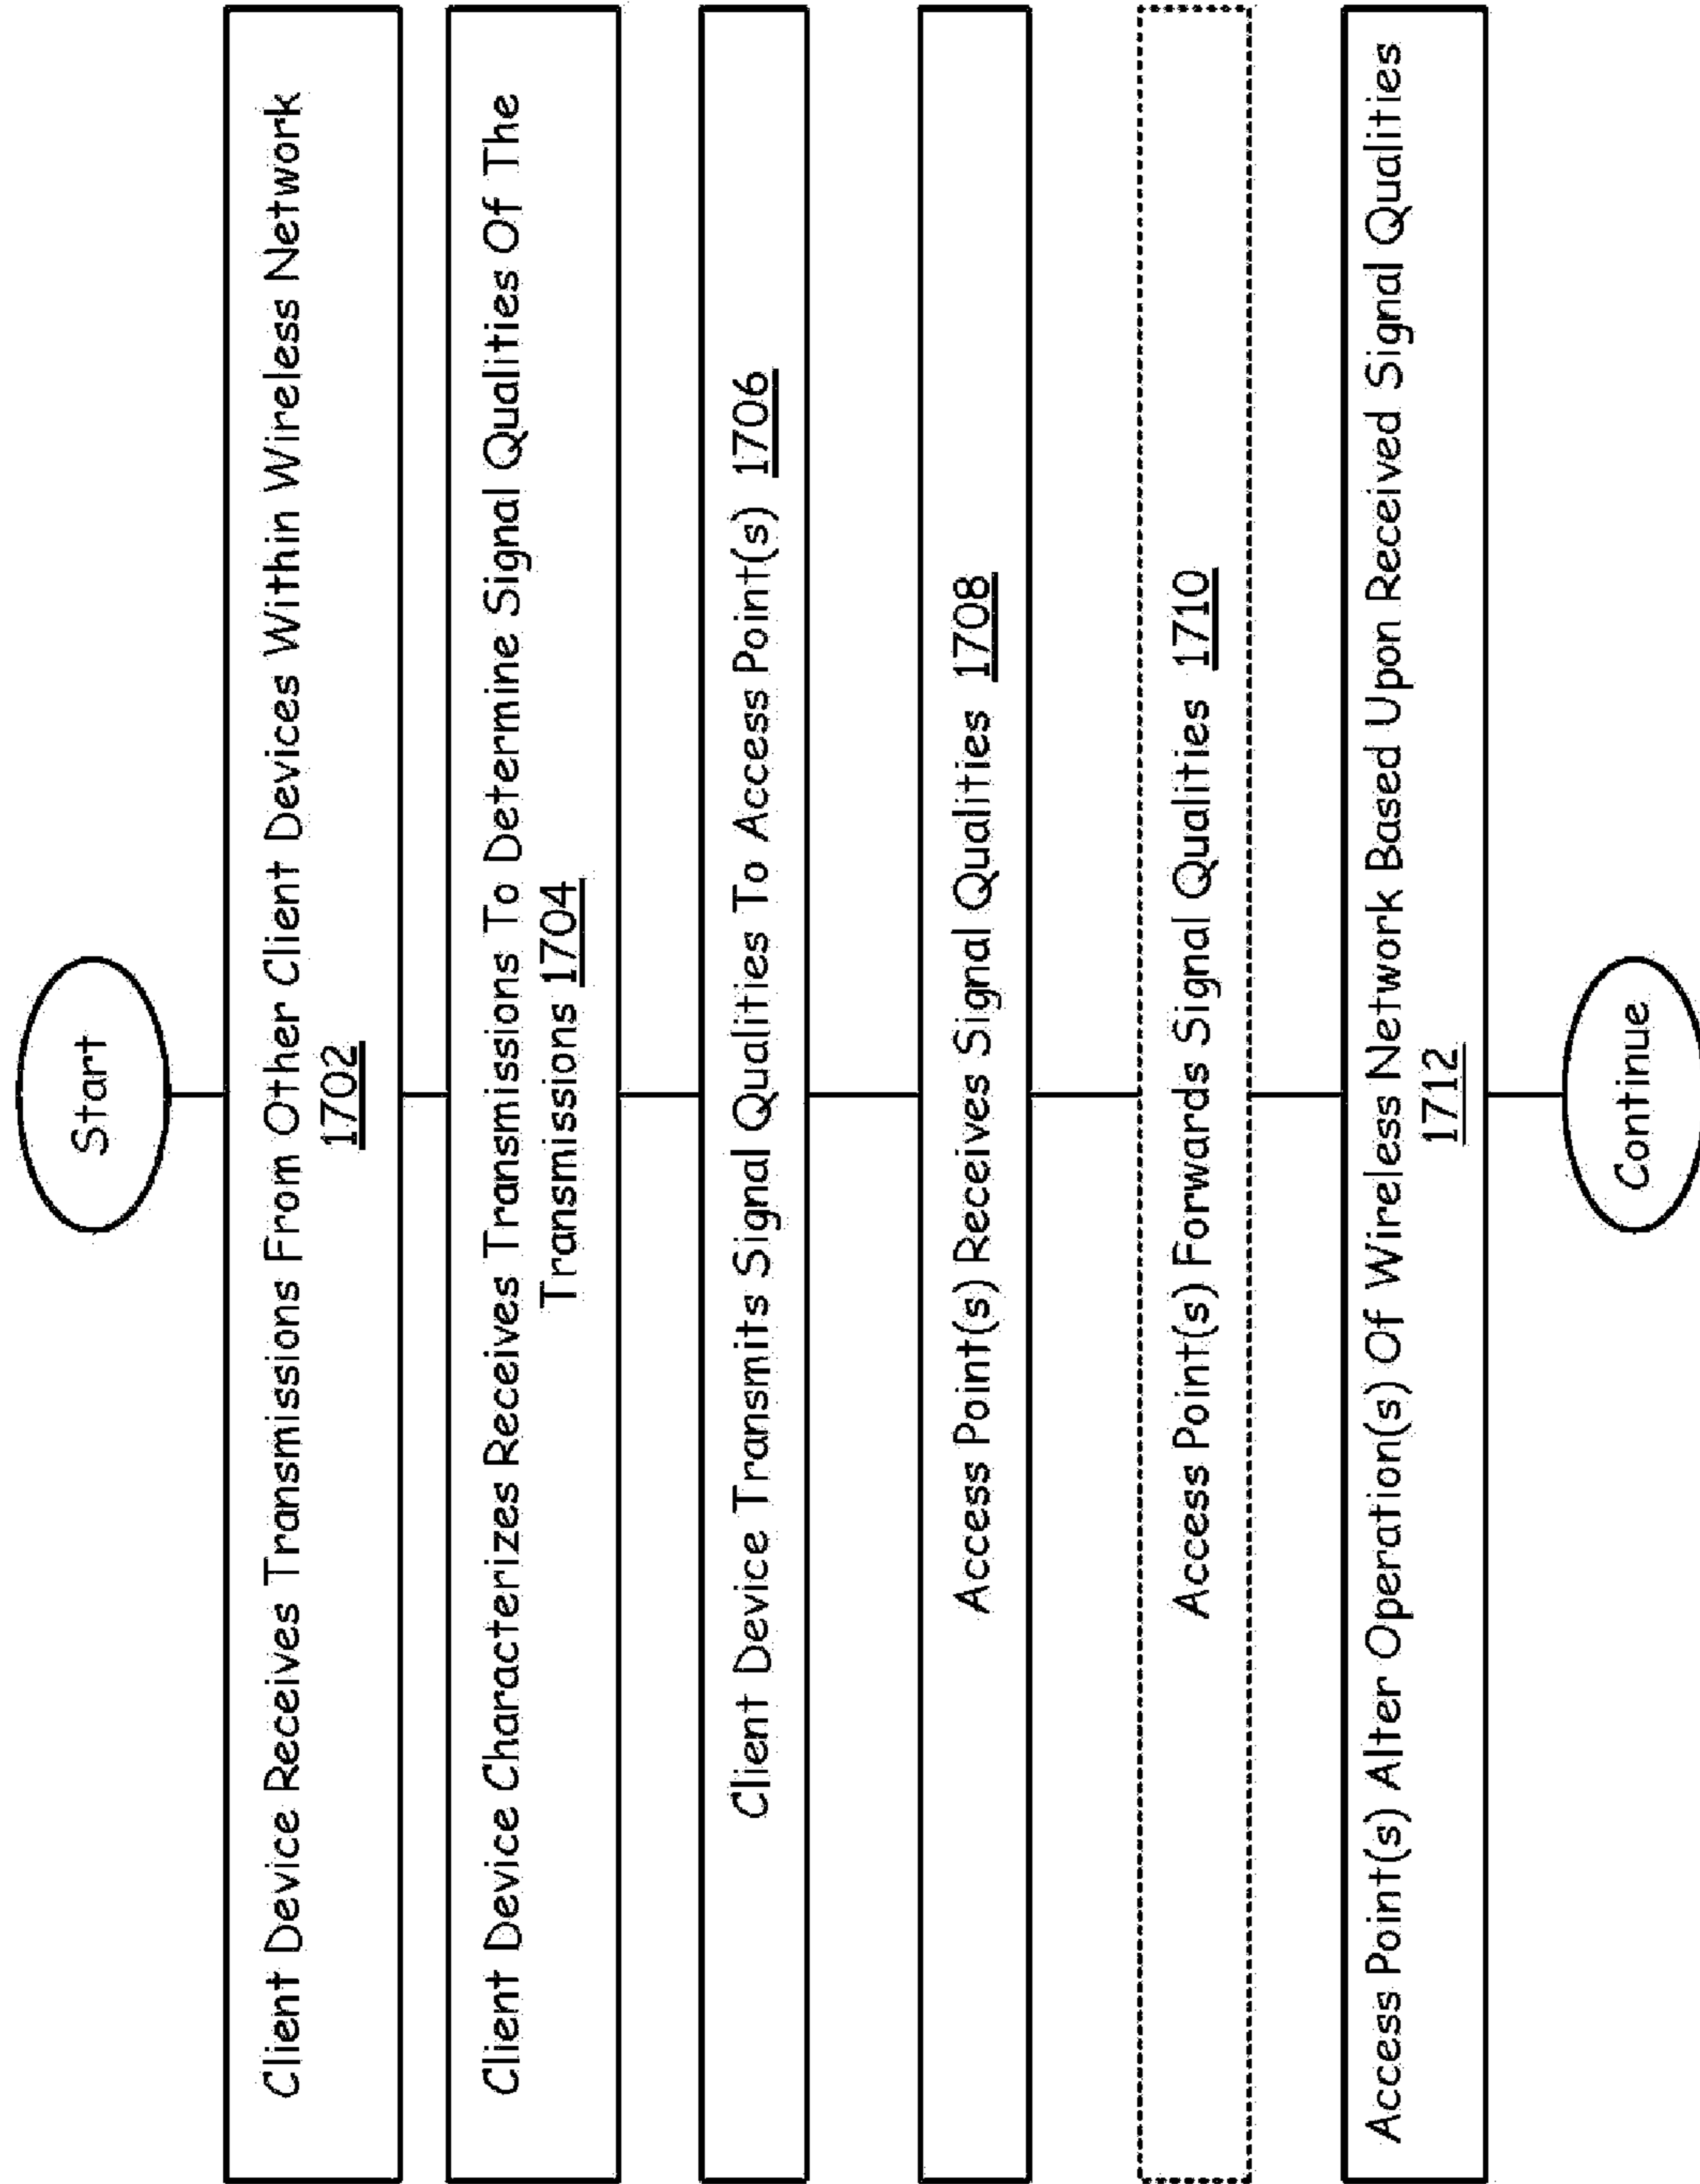 Start
Client Device Receives Transmissions From Other Client Devices Within Wireless Network
1702
Client Device Characterizes Receives Transmissions To Determine Signal Qualities Of The
Transmissions 1704
Client Device Transmits Signal Qualities To Access Point(s) 1706
Access Point(s) Receives Signal Qualities 1708
Access Point(s) Forwards Signal Qualities 1710
Access Point(s) Alter Operation(s) Of Wireless Network Based Upon Received Signal Qualities
1712
Continue